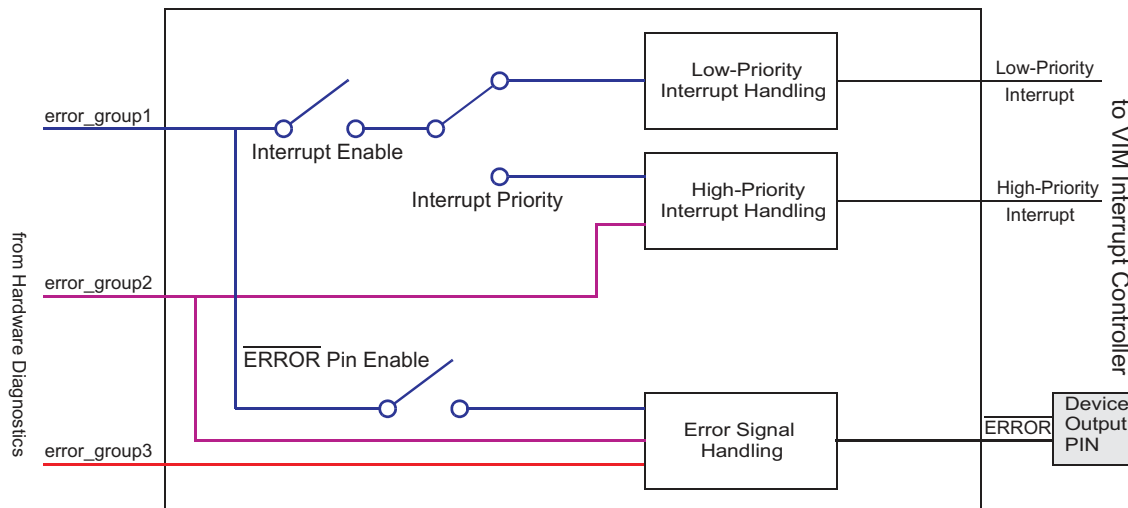 from Hardware Diagnostics
error_group1
Interrupt Enable
Interrupt Priority
Low-Priority
Interrupt Handling
Low-Priority
Interrupt
High-Priority
Interrupt Handling
High-Priority
Interrupt
to VIM Interrupt Controller
error_group2
ERROR Pin Enable
error_group3
Error Signal
Handling
ERROR
Device
Output
PIN